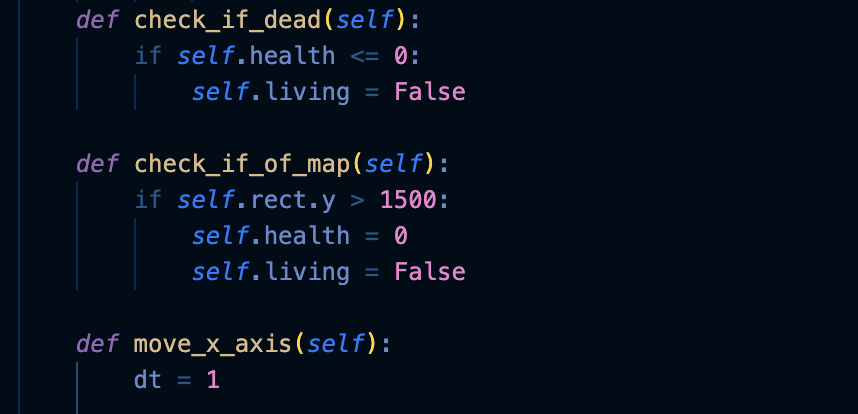 def check_if_dead(self):
    if self.health <= 0:
        self.living = False
def check_if_of_map(self):
    if self.rect.y > 1500:
        self.health = 0
        self.living = False
def move_x_axis(self):
    dt = 1